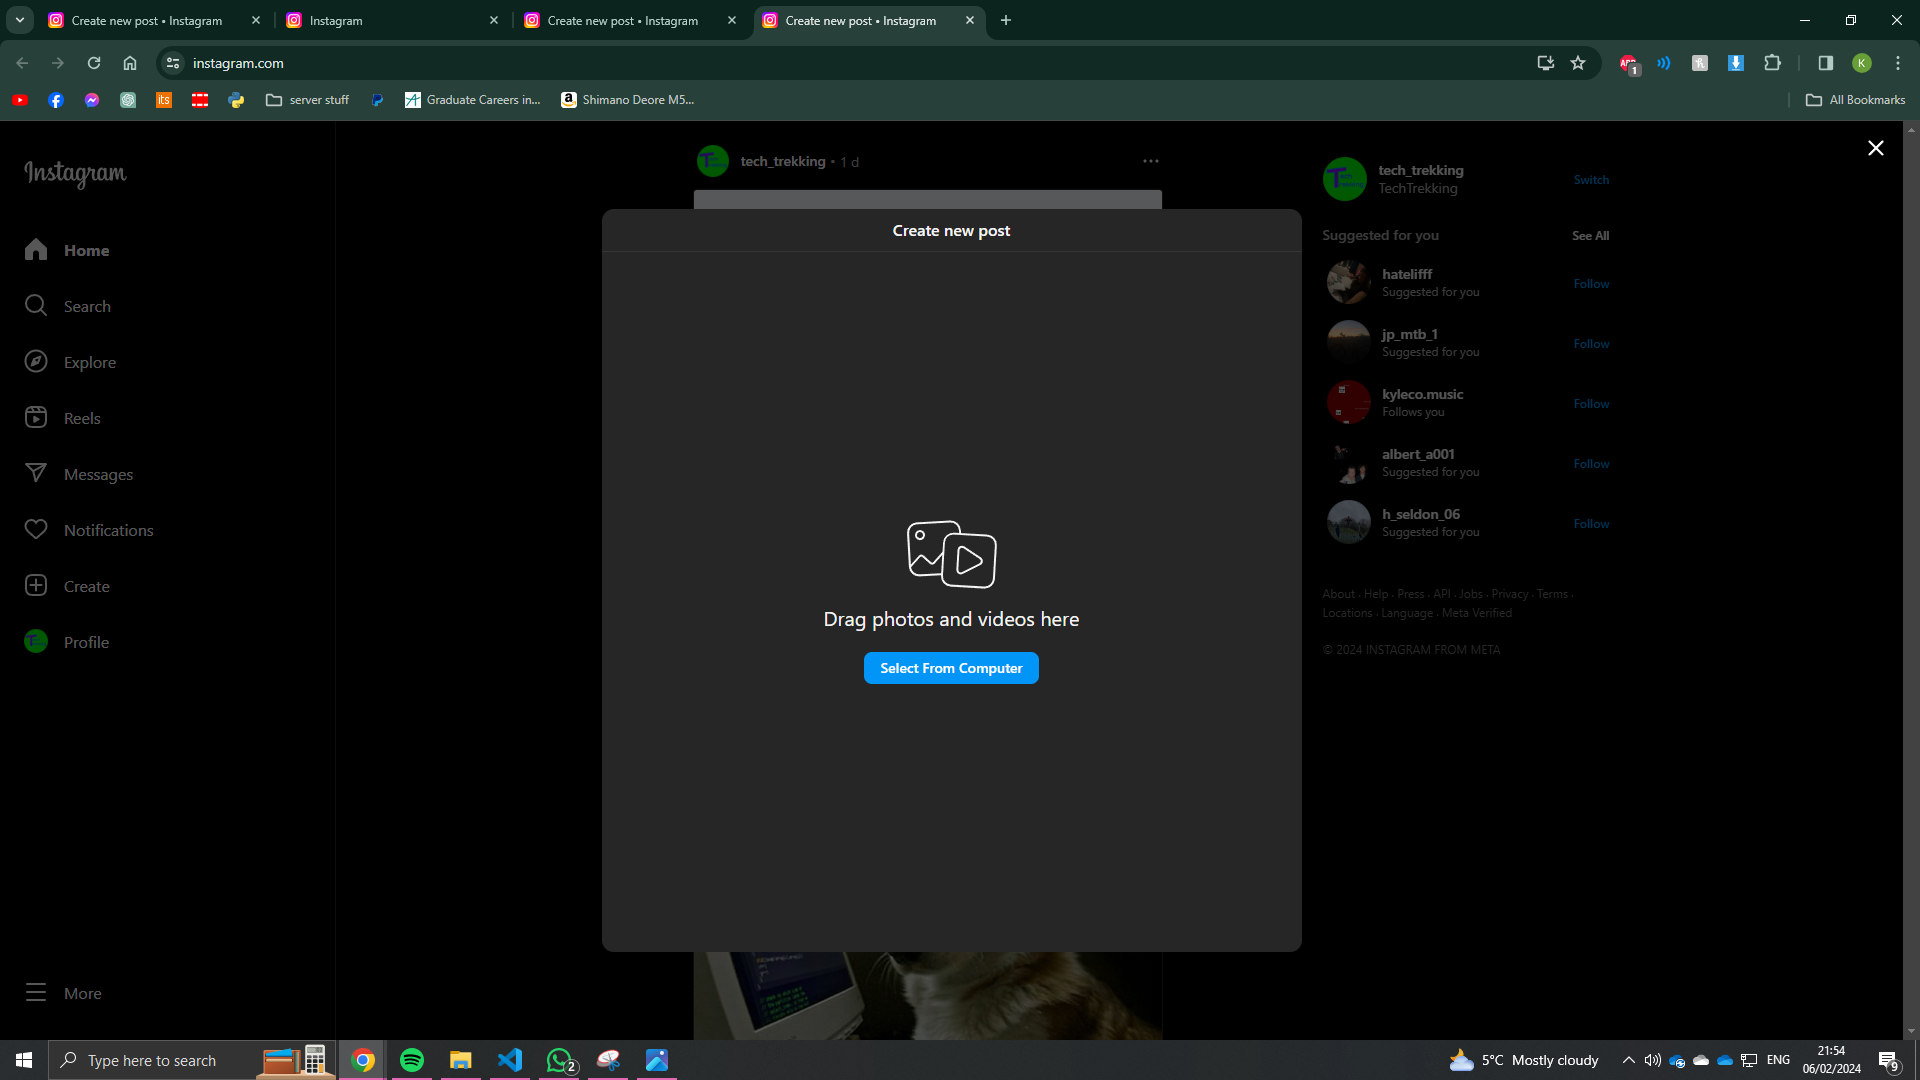 Create new post • Instagram
Instagram
Create new post • Instagram
Create new post • Instagram
instagram.com
1
K
its
server stuff
Graduate Careers in...
Shimano Deore M5...
All Bookmarks
Instagram
Home
Search
Explore
Reels
Messages
Notifications
Create
Profile
More
tech_trekking • 1 d
Create new post
Drag photos and videos here
Select From Computer
tech_trekking
TechTrekking
Switch
Suggested for you
See All
hatelifff
Suggested for you
Follow
jp_mtb_1
Suggested for you
Follow
kyleco.music
Follows you
Follow
albert_a001
Suggested for you
Follow
h_seldon_06
Suggested for you
Follow
About · Help · Press · API · Jobs · Privacy · Terms ·
Locations · Language · Meta Verified
© 2024 INSTAGRAM FROM META
Type here to search
2
5°C Mostly cloudy
ENG
21:54
06/02/2024
9